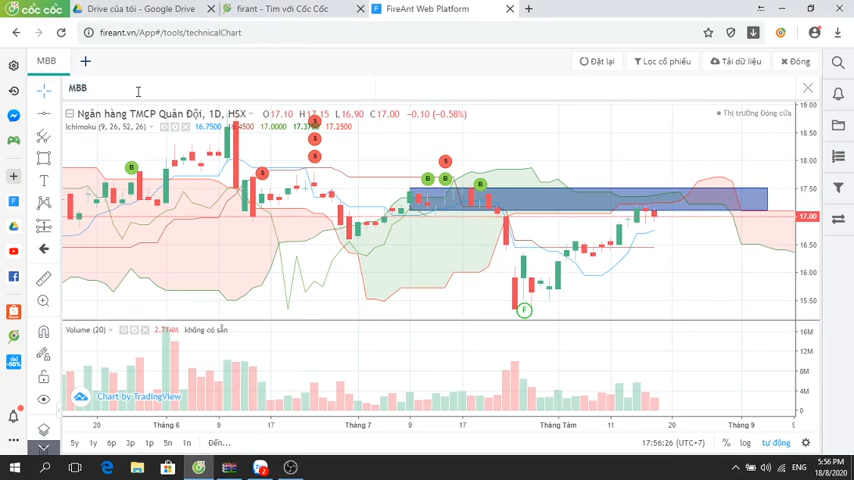 cốc cốc
Drive của tôi - Google Drive
firant - Tìm với Cốc Cốc
FireAnt Web Platform
fireant.vn/App#/tools/technicalChart
MBB
Đặt lại
Lọc cổ phiếu
Tải dữ liệu
Đóng
MBB
Ngân hàng TMCP Quân Đội, 1D, HSX
O17.10 H17.15 L16.90 C17.00 -0.10 (-0.58%)
Thị trường Đóng cửa
Ichimoku (9, 26, 52, 26)
16.7500 16.4500 17.0000 17.3750 17.2500
19.00
18.50
18.00
17.50
17.00
16.50
16.00
15.50
B
S
S
S
S
B
B
S
B
F
Volume (20)
2.714M
không có sẵn
16M
12M
8M
4M
0
Chart by TradingView
20
Tháng 6
9
17
Tháng 7
9
17
Tháng Tám
11
20
Tháng 9
5y
1y
6p
3p
1p
5n
1n
Đến...
17:56:26 (UTC+7)
%
log
tự động
ENG
5:56 PM
18/8/2020